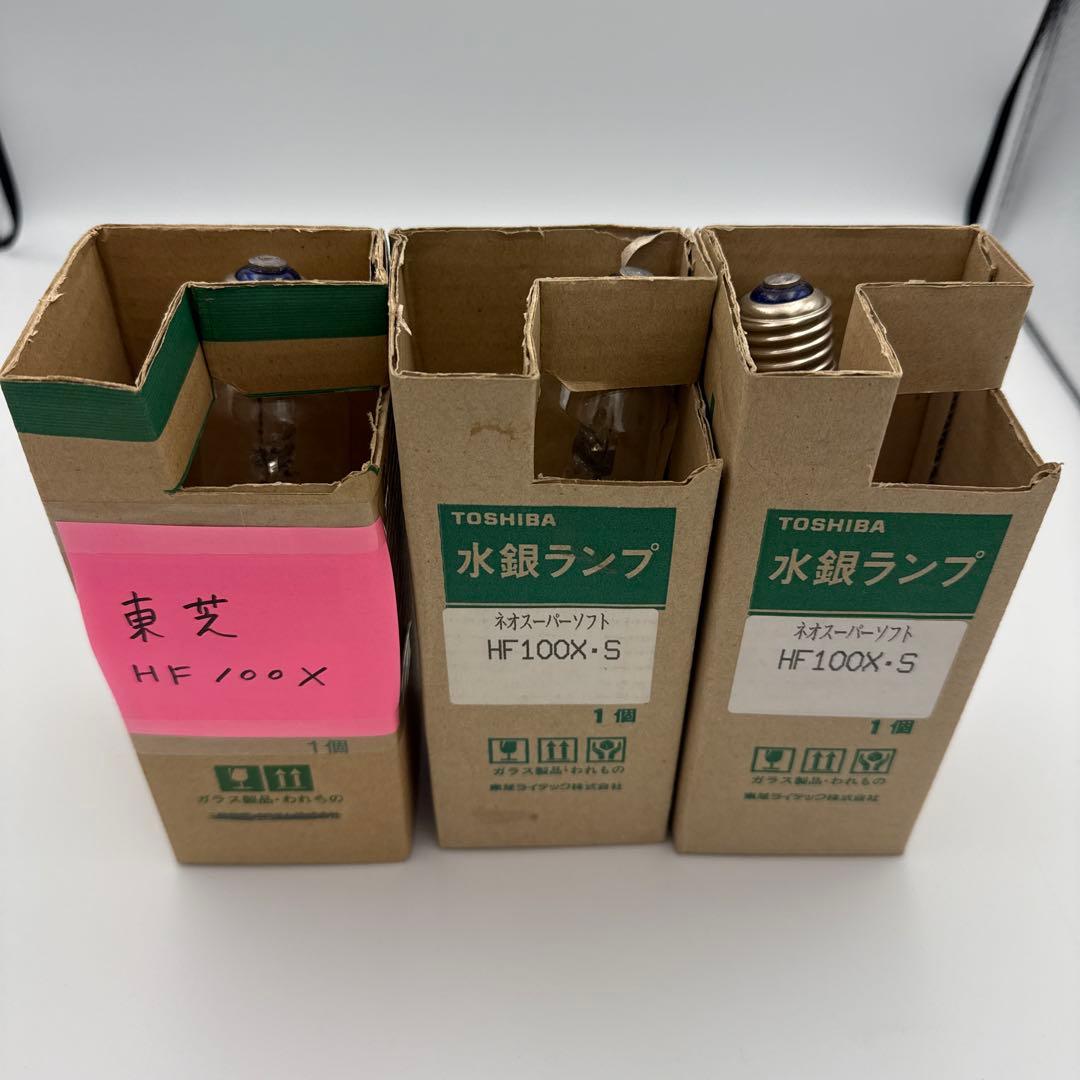 東芝
HF100X
1個
ガラス製品・われもの
TOSHIBA
水銀ランプ
ネオスーパーソフト
HF100X・S
1個
ガラス製品・われもの
東芝ライテック株式会社
TOSHIBA
水銀ランプ
ネオスーパーソフト
HF100X・S
1個
ガラス製品・われもの
東芝ライテック株式会社